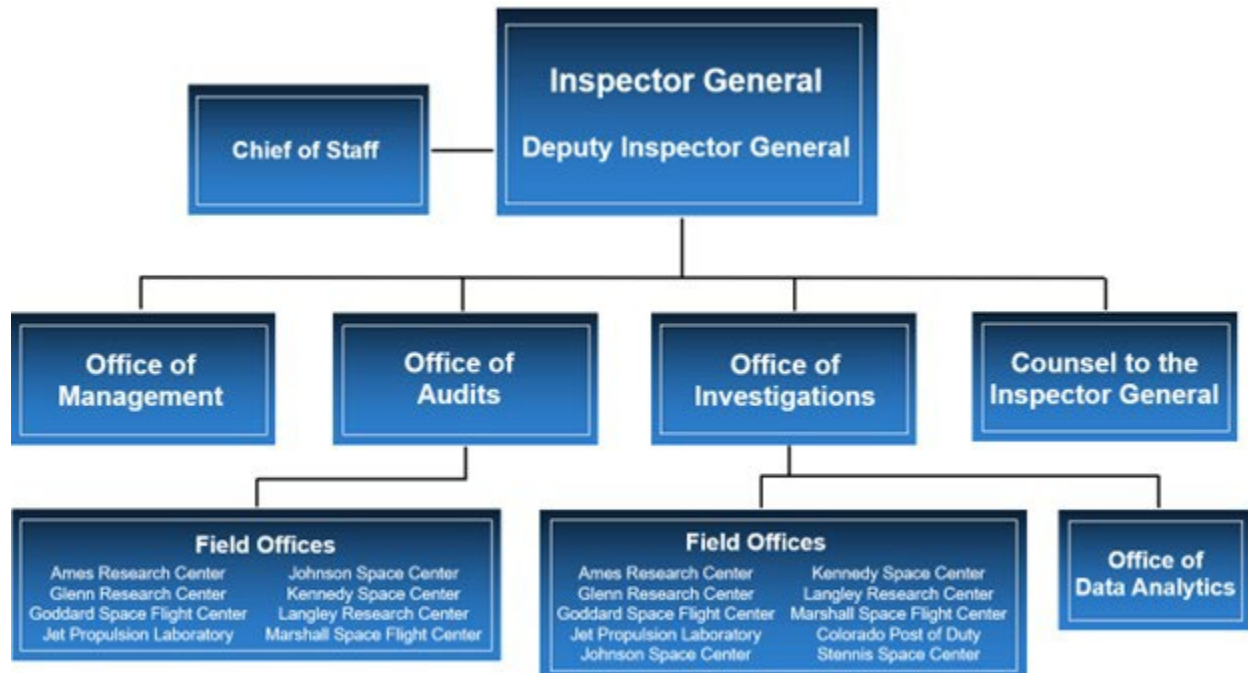 Inspector General
Deputy Inspector General
Chief of Staff
Office of
Management
Office of
Audits
Office of
Investigations
Counsel to the
Inspector General
Field Offices
Ames Research Center
Glenn Research Center
Goddard Space Flight Center
Jet Propulsion Laboratory
Johnson Space Center
Kennedy Space Center
Langley Research Center
Marshall Space Flight Center
Field Offices
Ames Research Center
Glenn Research Center
Goddard Space Flight Center
Jet Propulsion Laboratory
Johnson Space Center
Kennedy Space Center
Langley Research Center
Marshall Space Flight Center
Colorado Post of Duty
Stennis Space Center
Office of
Data Analytics